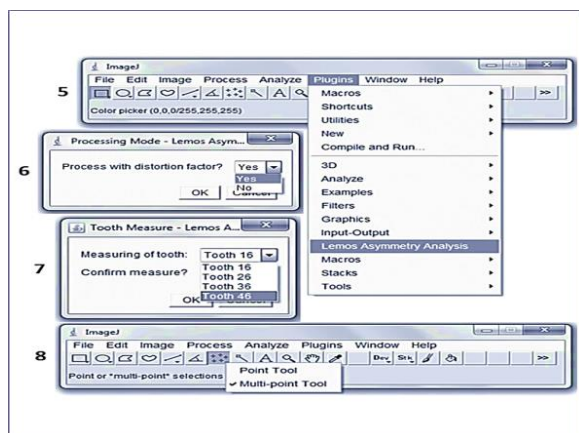 5
ImageJ
File Edit Image Process Analyze Plugins Window Help
A >>
Color picker (0,0,0/255,255,255)
Macros
Shortcuts
Utilities
New
Compile and Run...
3D
Analyze
Examples
Filters
Graphics
Input-Output
Lemos Asymmetry Analysis
Macros
Stacks
Tools
6
Processing Mode - Lemos Asym...
Process with distortion factor? Yes
Yes
No
OK Cancel
7
Tooth Measure - Lemos A...
Measuring of tooth: Tooth 16
Confirm measure?
Tooth 16
Tooth 26
Tooth 36
Tooth 46
OK
8
ImageJ
File Edit Image Process Analyze Plugins Window Help
A Dev Stk >>
Point or "multi-point" selections
Point Tool
Multi-point Tool